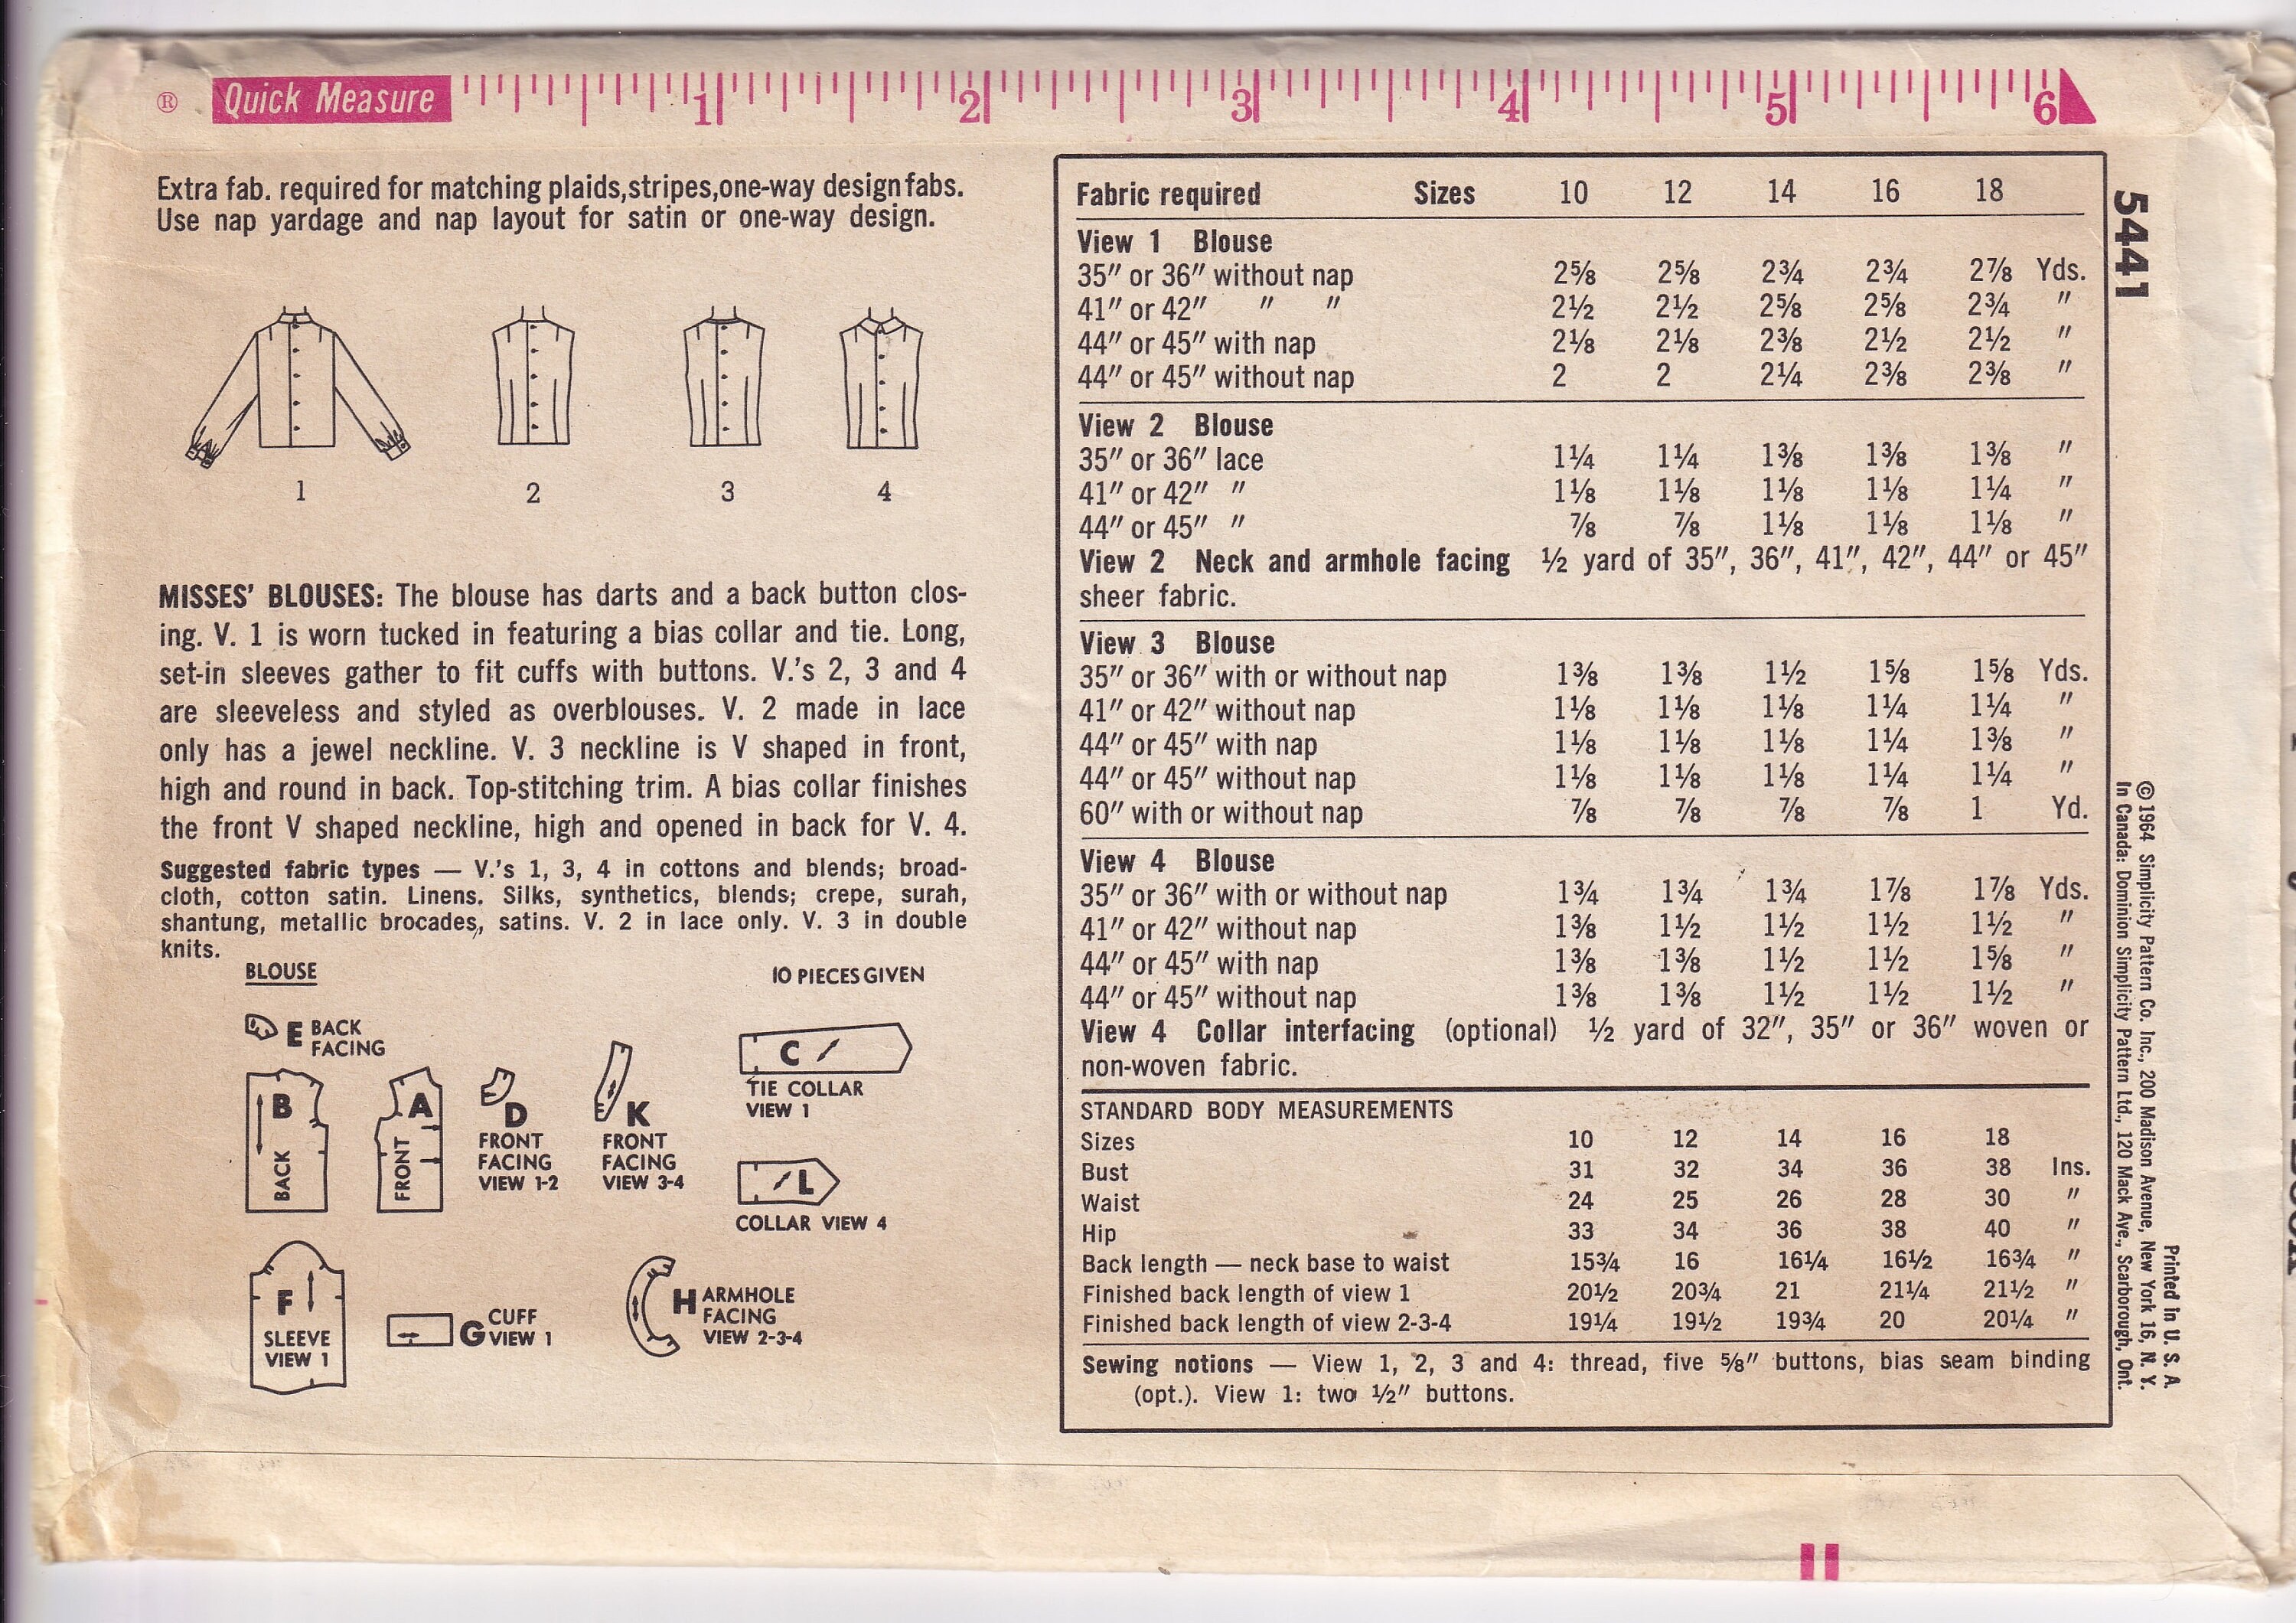 ® Quick Measure 1 2 3 4 5 6
Extra fab. required for matching plaids,stripes,one-way design fabs.
Use nap yardage and nap layout for satin or one-way design.
1 2 3 4
MISSES' BLOUSES: The blouse has darts and a back button clos-
ing. V. 1 is worn tucked in featuring a bias collar and tie. Long,
set-in sleeves gather to fit cuffs with buttons. V.'s 2, 3 and 4
are sleeveless and styled as overblouses. V. 2 made in lace
only has a jewel neckline. V. 3 neckline is V shaped in front,
high and round in back. Top-stitching trim. A bias collar finishes
the front V shaped neckline, high and opened in back for V. 4.
Suggested fabric types — V.'s 1, 3, 4 in cottons and blends; broad-
cloth, cotton satin. Linens. Silks, synthetics, blends; crepe, surah,
shantung, metallic brocades, satins. V. 2 in lace only. V. 3 in double
knits.
BLOUSE 10 PIECES GIVEN
E BACK
FACING
B
BACK
A
FRONT
D
FRONT
FACING
VIEW 1-2
K
FRONT
FACING
VIEW 3-4
C
TIE COLLAR
VIEW 1
L
COLLAR VIEW 4
F
SLEEVE
VIEW 1
G CUFF
VIEW 1
H ARMHOLE
FACING
VIEW 2-3-4
Fabric required Sizes 10 12 14 16 18
View 1 Blouse
35" or 36" without nap 2⅝ 2⅝ 2¾ 2¾ 2⅞ Yds.
41" or 42" " " 2½ 2½ 2⅝ 2⅝ 2¾ "
44" or 45" with nap 2⅛ 2⅛ 2⅜ 2½ 2½ "
44" or 45" without nap 2 2 2¼ 2⅜ 2⅜ "
View 2 Blouse
35" or 36" lace 1¼ 1¼ 1⅜ 1⅜ 1⅜ "
41" or 42" " 1⅛ 1⅛ 1⅛ 1⅛ 1¼ "
44" or 45" " ⅞ ⅞ 1⅛ 1⅛ 1⅛ "
View 2 Neck and armhole facing ½ yard of 35", 36", 41", 42", 44" or 45"
sheer fabric.
View 3 Blouse
35" or 36" with or without nap 1⅜ 1⅜ 1½ 1⅝ 1⅝ Yds.
41" or 42" without nap 1⅛ 1⅛ 1⅛ 1¼ 1¼ "
44" or 45" with nap 1⅛ 1⅛ 1⅛ 1¼ 1⅜ "
44" or 45" without nap 1⅛ 1⅛ 1⅛ 1¼ 1¼ "
60" with or without nap ⅞ ⅞ ⅞ ⅞ 1 Yd.
View 4 Blouse
35" or 36" with or without nap 1¾ 1¾ 1¾ 1⅞ 1⅞ Yds.
41" or 42" without nap 1⅜ 1½ 1½ 1½ 1½ "
44" or 45" with nap 1⅜ 1⅜ 1½ 1½ 1⅝ "
44" or 45" without nap 1⅜ 1⅜ 1½ 1½ 1½ "
View 4 Collar interfacing (optional) ½ yard of 32", 35" or 36" woven or
non-woven fabric.
STANDARD BODY MEASUREMENTS
Sizes 10 12 14 16 18
Bust 31 32 34 36 38 Ins.
Waist 24 25 26 28 30 "
Hip 33 34 36 38 40 "
Back length — neck base to waist 15¾ 16 16¼ 16½ 16¾ "
Finished back length of view 1 20½ 20¾ 21 21¼ 21½ "
Finished back length of view 2-3-4 19¼ 19½ 19¾ 20 20¼ "
Sewing notions — View 1, 2, 3 and 4: thread, five ⅝" buttons, bias seam binding
(opt.). View 1: two ½" buttons.
5441
© 1964 Simplicity Pattern Co. Inc., 200 Madison Avenue, New York 16, N. Y.
In Canada: Dominion Simplicity Pattern Ltd., 120 Mack Ave., Scarborough, Ont.
Printed in U. S. A.